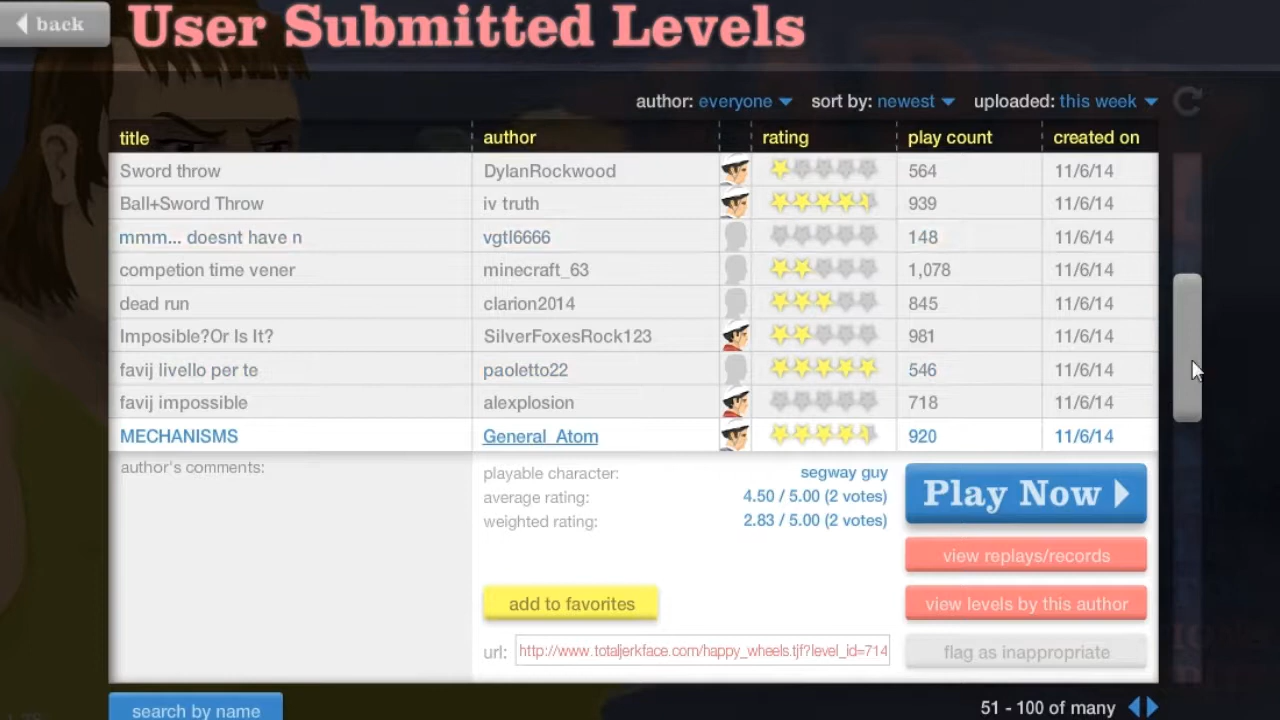 back
User Submitted Levels
author: everyone sort by: newest uploaded: this week
title author rating play count created on
Sword throw DylanRockwood 564 11/6/14
Ball+Sword Throw iv truth 939 11/6/14
mmm... doesnt have n vgtl6666 148 11/6/14
competion time vener minecraft_63 1,078 11/6/14
dead run clarion2014 845 11/6/14
Imposible?Or Is It? SilverFoxesRock123 981 11/6/14
favij livello per te paoletto22 546 11/6/14
favij impossible alexplosion 718 11/6/14
MECHANISMS General_Atom 920 11/6/14
author's comments:
playable character: segway guy
average rating: 4.50 / 5.00 (2 votes)
weighted rating: 2.83 / 5.00 (2 votes)
Play Now
view replays/records
add to favorites
view levels by this author
url: http://www.totaljerkface.com/happy_wheels.tjf?level_id=714
flag as inappropriate
search by name
51 - 100 of many